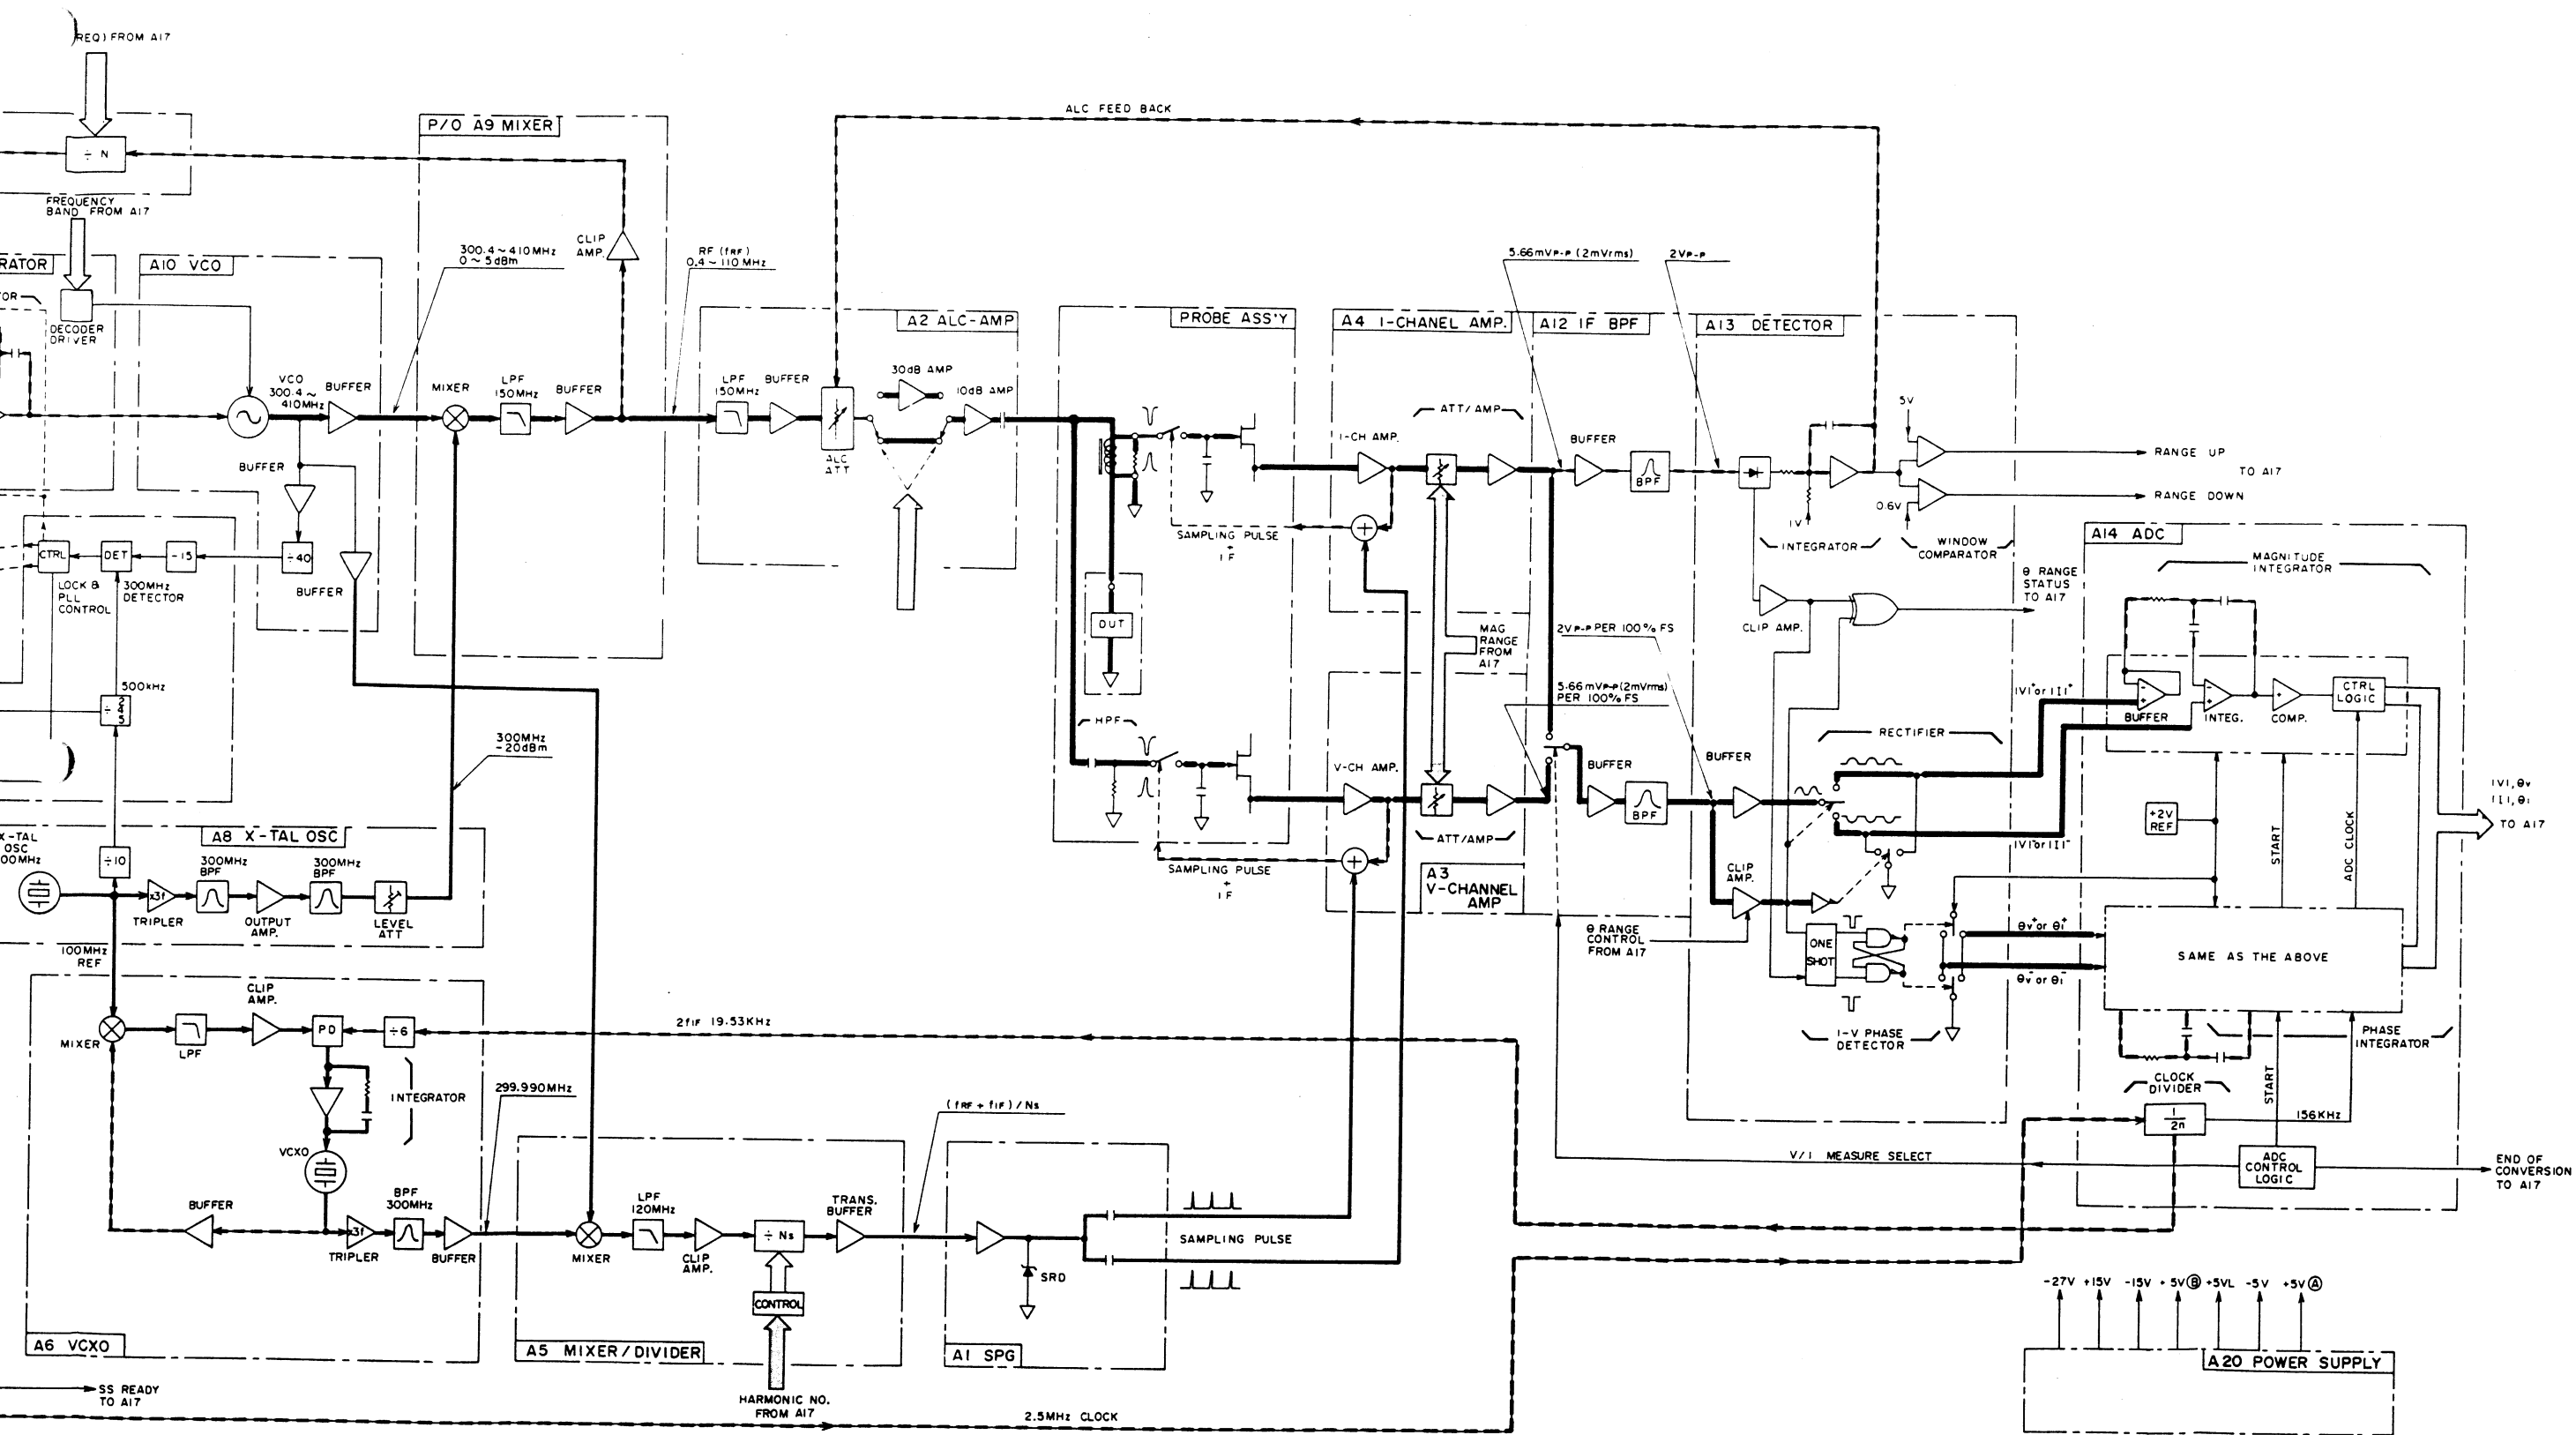 REQ) FROM A17
÷ N
FREQUENCY
BAND FROM A17
RATOR
TOR
DECODER
DRIVER
A10 VCO
VCO
300.4~
410MHz
BUFFER
BUFFER
BUFFER
÷40
-15
DET
CTRL
LOCK &
PLL
CONTROL
300MHz
DETECTOR
500kHz
÷
2
4
5
P/O A9 MIXER
300.4~410MHz
0~5dBm
CLIP
AMP.
MIXER
LPF
150MHz
BUFFER
RF (fRF)
0.4~110MHz
ALC FEED BACK
A2 ALC-AMP
LPF
150MHz
BUFFER
ALC
ATT
30dB AMP
10dB AMP
PROBE ASS'Y
DUT
HPF
SAMPLING PULSE
+
IF
SAMPLING PULSE
+
IF
A4 I-CHANEL AMP.
ATT/AMP
I-CH AMP.
MAG
RANGE
FROM
A17
V-CH AMP.
ATT/AMP
A3
V-CHANNEL
AMP
A12 IF BPF
5.66mVP-P (2mVrms)
2VP-P
BUFFER
BPF
2VP-P PER 100% FS
5.66mVP-P(2mVrms)
PER 100% FS
BUFFER
BPF
A13 DETECTOR
5V
0.6V
1V
INTEGRATOR
WINDOW
COMPARATOR
RANGE UP
TO A17
RANGE DOWN
CLIP AMP.
θ RANGE
STATUS
TO A17
BUFFER
RECTIFIER
CLIP
AMP.
θ RANGE
CONTROL
FROM A17
ONE
SHOT
I-V PHASE
DETECTOR
|V|+or |I|+
|V|-or |I|-
θv+or θi+
θv-or θi-
A14 ADC
MAGNITUDE
INTEGRATOR
BUFFER
INTEG.
COMP.
CTRL
LOGIC
+2V
REF
START
ADC CLOCK
SAME AS THE ABOVE
|V|,θv
|I|,θi
TO A17
PHASE
INTEGRATOR
CLOCK
DIVIDER
1
2n
156KHz
START
ADC
CONTROL
LOGIC
V/I MEASURE SELECT
END OF
CONVERSION
TO A17
X-TAL
OSC
00MHz
÷10
A8 X-TAL OSC
x3f
TRIPLER
300MHz
BPF
OUTPUT
AMP.
300MHz
BPF
LEVEL
ATT
300MHz
-20dBm
100MHz
REF
MIXER
LPF
CLIP
AMP.
PD
÷6
2fIF 19.53KHz
INTEGRATOR
VCXO
BUFFER
x3f
TRIPLER
BPF
300MHz
BUFFER
299.990MHz
A6 VCXO
MIXER
LPF
120MHz
CLIP
AMP.
÷ Ns
TRANS.
BUFFER
CONTROL
A5 MIXER/DIVIDER
HARMONIC NO.
FROM A17
(fRF + fIF)/Ns
SRD
A1 SPG
SAMPLING PULSE
SS READY
TO A17
2.5MHz CLOCK
-27V +15V -15V +5VⒷ +5VL -5V +5VⒶ
A20 POWER SUPPLY